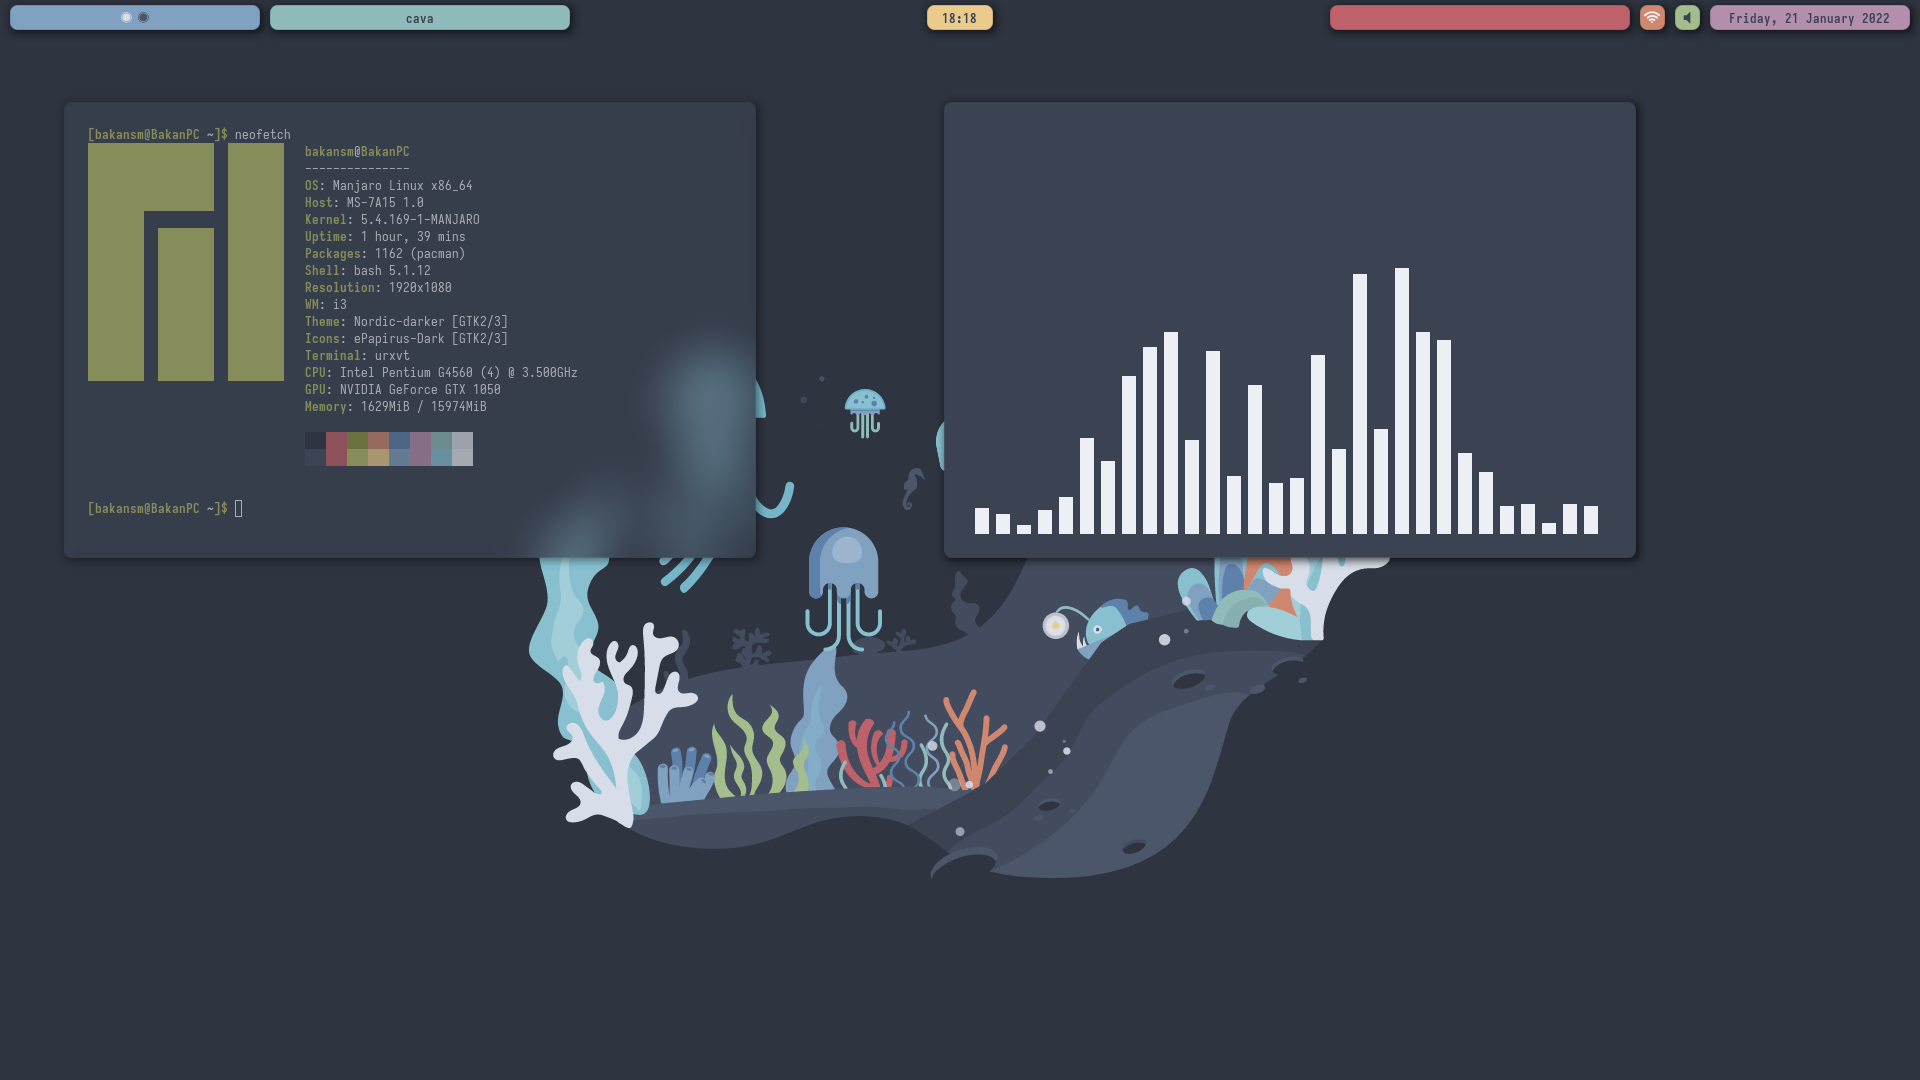 cava
18:18
Friday, 21 January 2022
[bakansm@BakanPC ~]$ neofetch
bakansm@BakanPC
---------------
OS: Manjaro Linux x86_64
Host: MS-7A15 1.0
Kernel: 5.4.169-1-MANJARO
Uptime: 1 hour, 39 mins
Packages: 1162 (pacman)
Shell: bash 5.1.12
Resolution: 1920x1080
WM: i3
Theme: Nordic-darker [GTK2/3]
Icons: ePapirus-Dark [GTK2/3]
Terminal: urxvt
CPU: Intel Pentium G4560 (4) @ 3.500GHz
GPU: NVIDIA GeForce GTX 1050
Memory: 1629MiB / 15974MiB
[bakansm@BakanPC ~]$